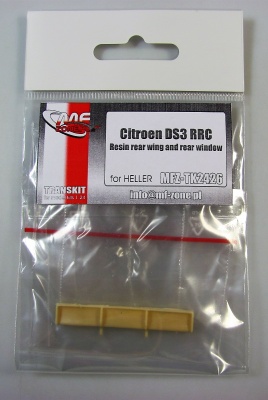 MF
ZONE
Citroen DS3 RRC
Resin rear wing and rear window
for HELLER MFZ-TK2426
TRANSKIT
info@mf-zone.pl